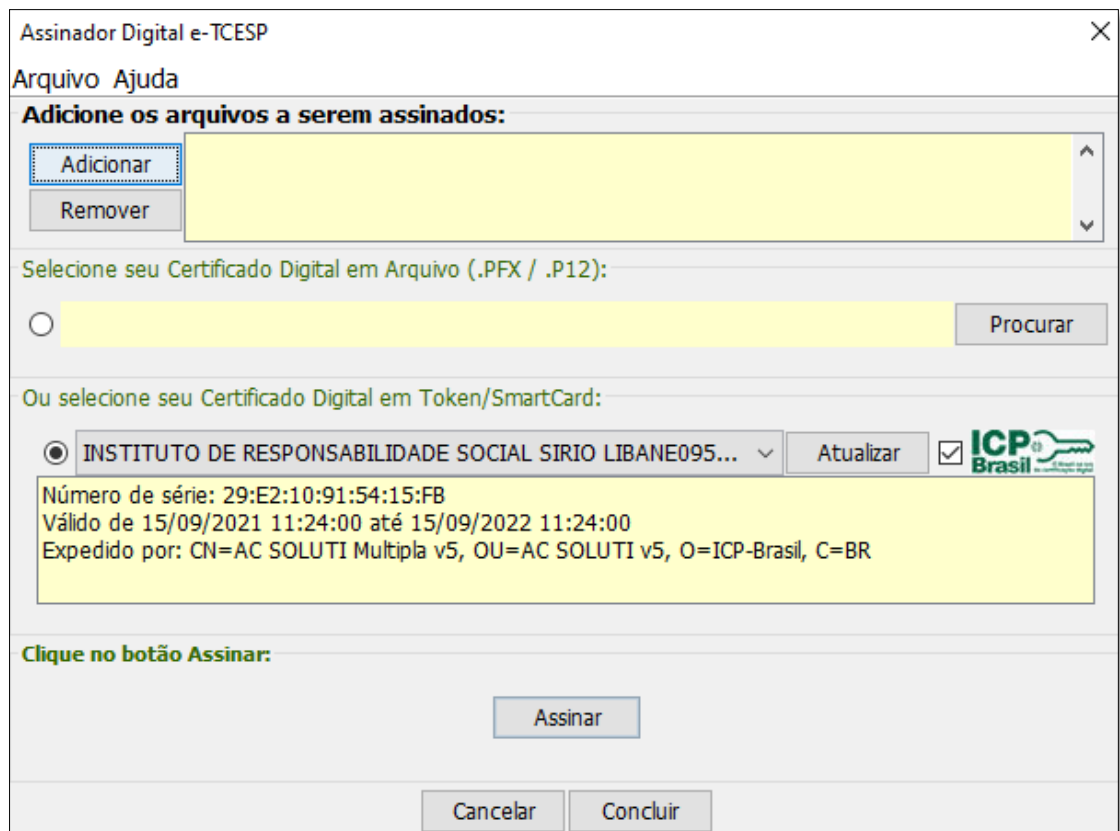 Assinador Digital e-TCESP
Arquivo Ajuda
Adicione os arquivos a serem assinados:
Adicionar
Remover
Selecione seu Certificado Digital em Arquivo (.PFX / .P12):
Procurar
Ou selecione seu Certificado Digital em Token/SmartCard:
INSTITUTO DE RESPONSABILIDADE SOCIAL SIRIO LIBANE095... Atualizar ICP
Brasil
Número de série: 29:E2:10:91:54:15:FB
Válido de 15/09/2021 11:24:00 até 15/09/2022 11:24:00
Expedido por: CN=AC SOLUTI Multipla v5, OU=AC SOLUTI v5, O=ICP-Brasil, C=BR
Clique no botão Assinar:
Assinar
Cancelar Concluir